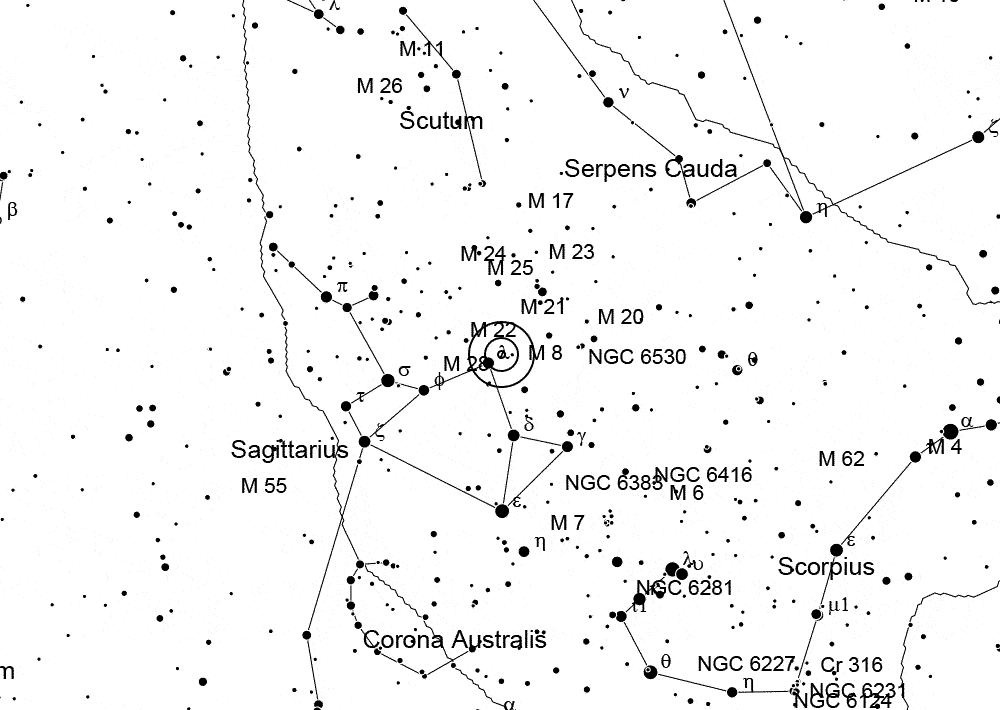 λ
M 11
M 26
ν
Scutum
ζ
Serpens Cauda
β
M 17
η
M 24
M 23
M 25
π
M 21
M 20
M 22
λ
M 8
M 28
NGC 6530
θ
σ
φ
τ
δ
γ
α
ζ
Sagittarius
M 4
M 62
NGC 6383
NGC 6416
M 55
M 6
ε
M 7
η
ε
Scorpius
λυ
NGC 6281
ι1
μ1
Corona Australis
θ
NGC 6227
Cr 316
m
η
NGC 6231
NGC 6124
α